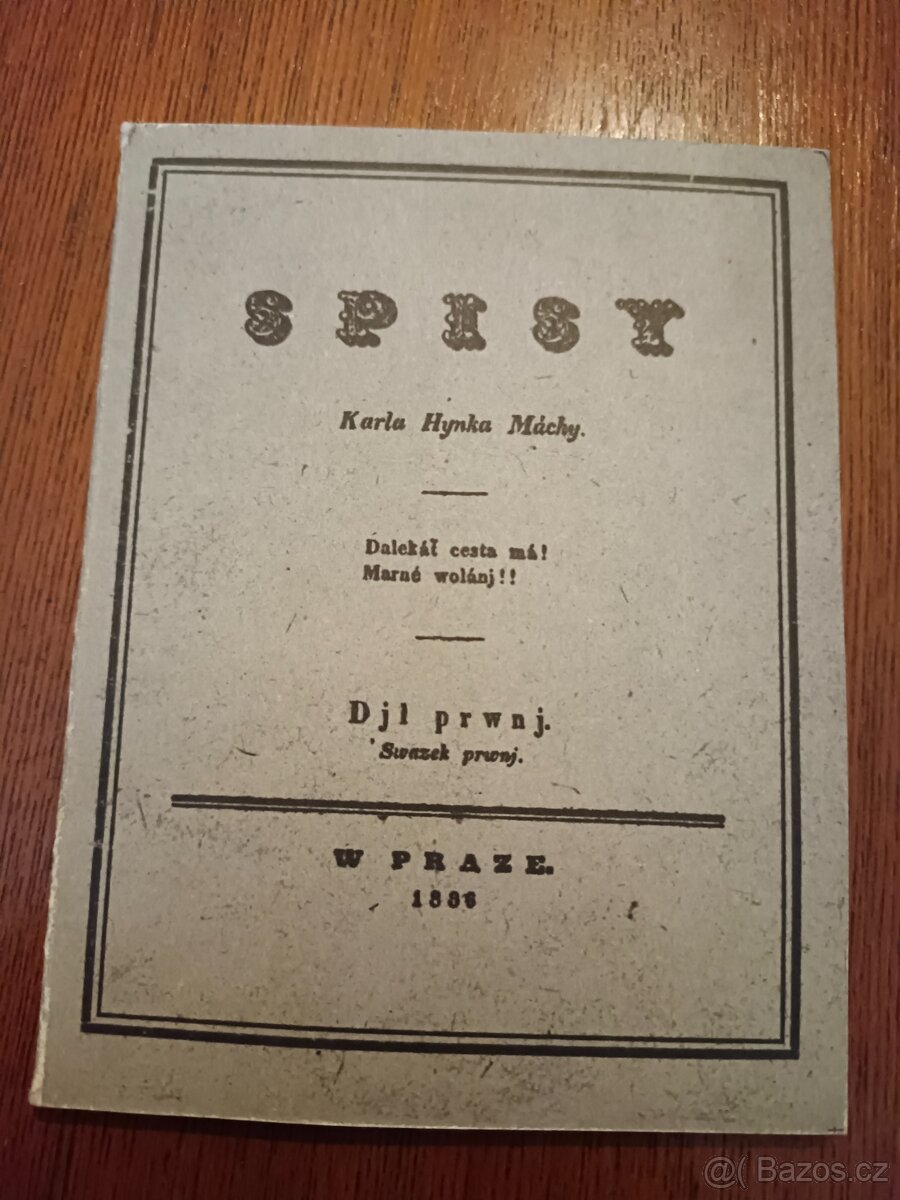 SPISY
Karla Hynka Máchy.
Dalekáť cesta má!
Marné wolánj!!
Djl prwnj.
Swazek prwnj.
W PRAZE.
1836
@( Bazos.cz